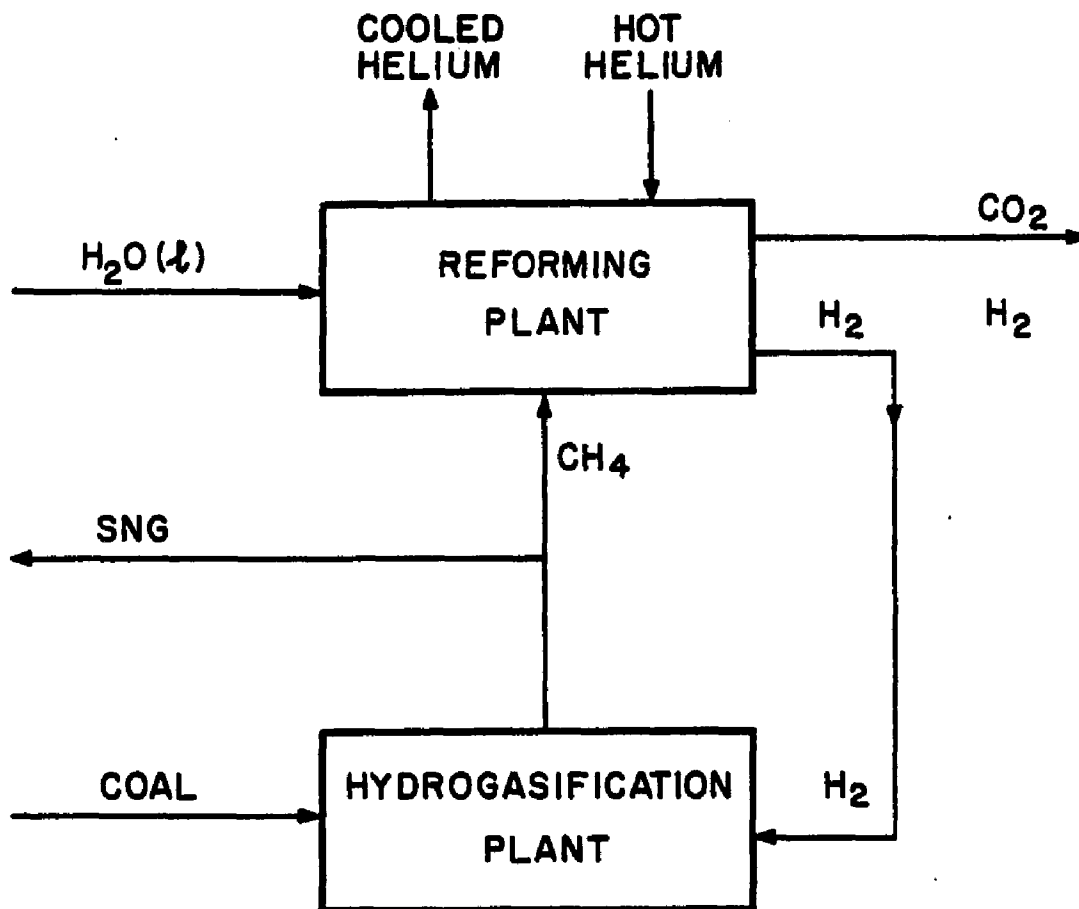 COOLED
HELIUM
HOT
HELIUM
CO₂
H₂O(ℓ)
REFORMING
PLANT
H₂
H₂
CH₄
SNG
COAL
HYDROGASIFICATION
PLANT
H₂